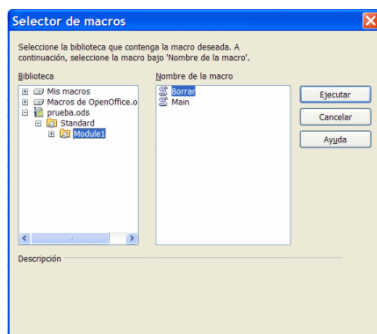 Selector de macros
Seleccione la biblioteca que contenga la macro deseada. A
continuación, seleccione la macro bajo 'Nombre de la macro'.
Biblioteca
Nombre de la macro
Mis macros
Macros de OpenOffice.o
prueba.ods
Standard
Module1
Borrar
Main
Ejecutar
Cancelar
Ayuda
Descripción